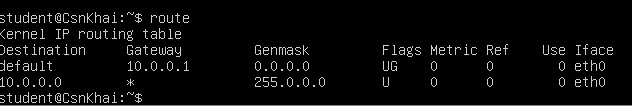 student@CsnKhai:~$ route
Kernel IP routing table
Destination     Gateway         Genmask         Flags Metric Ref    Use Iface
default         10.0.0.1        0.0.0.0         UG    0      0        0 eth0
10.0.0.0        *               255.0.0.0       U     0      0        0 eth0
student@CsnKhai:~$